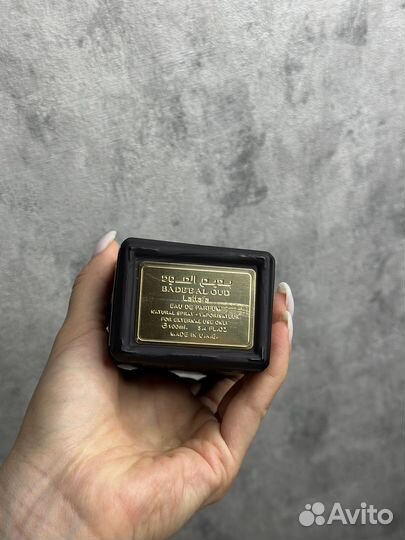 بديع العود
BADE'E AL OUD
Lattafa
EAU DE PARFUM
NATURAL SPRAY - VAPORISATEUR
FOR EXTERNAL USE ONLY
℮100ml. 3.4 FL.OZ
MADE IN U.A.E.
Avito